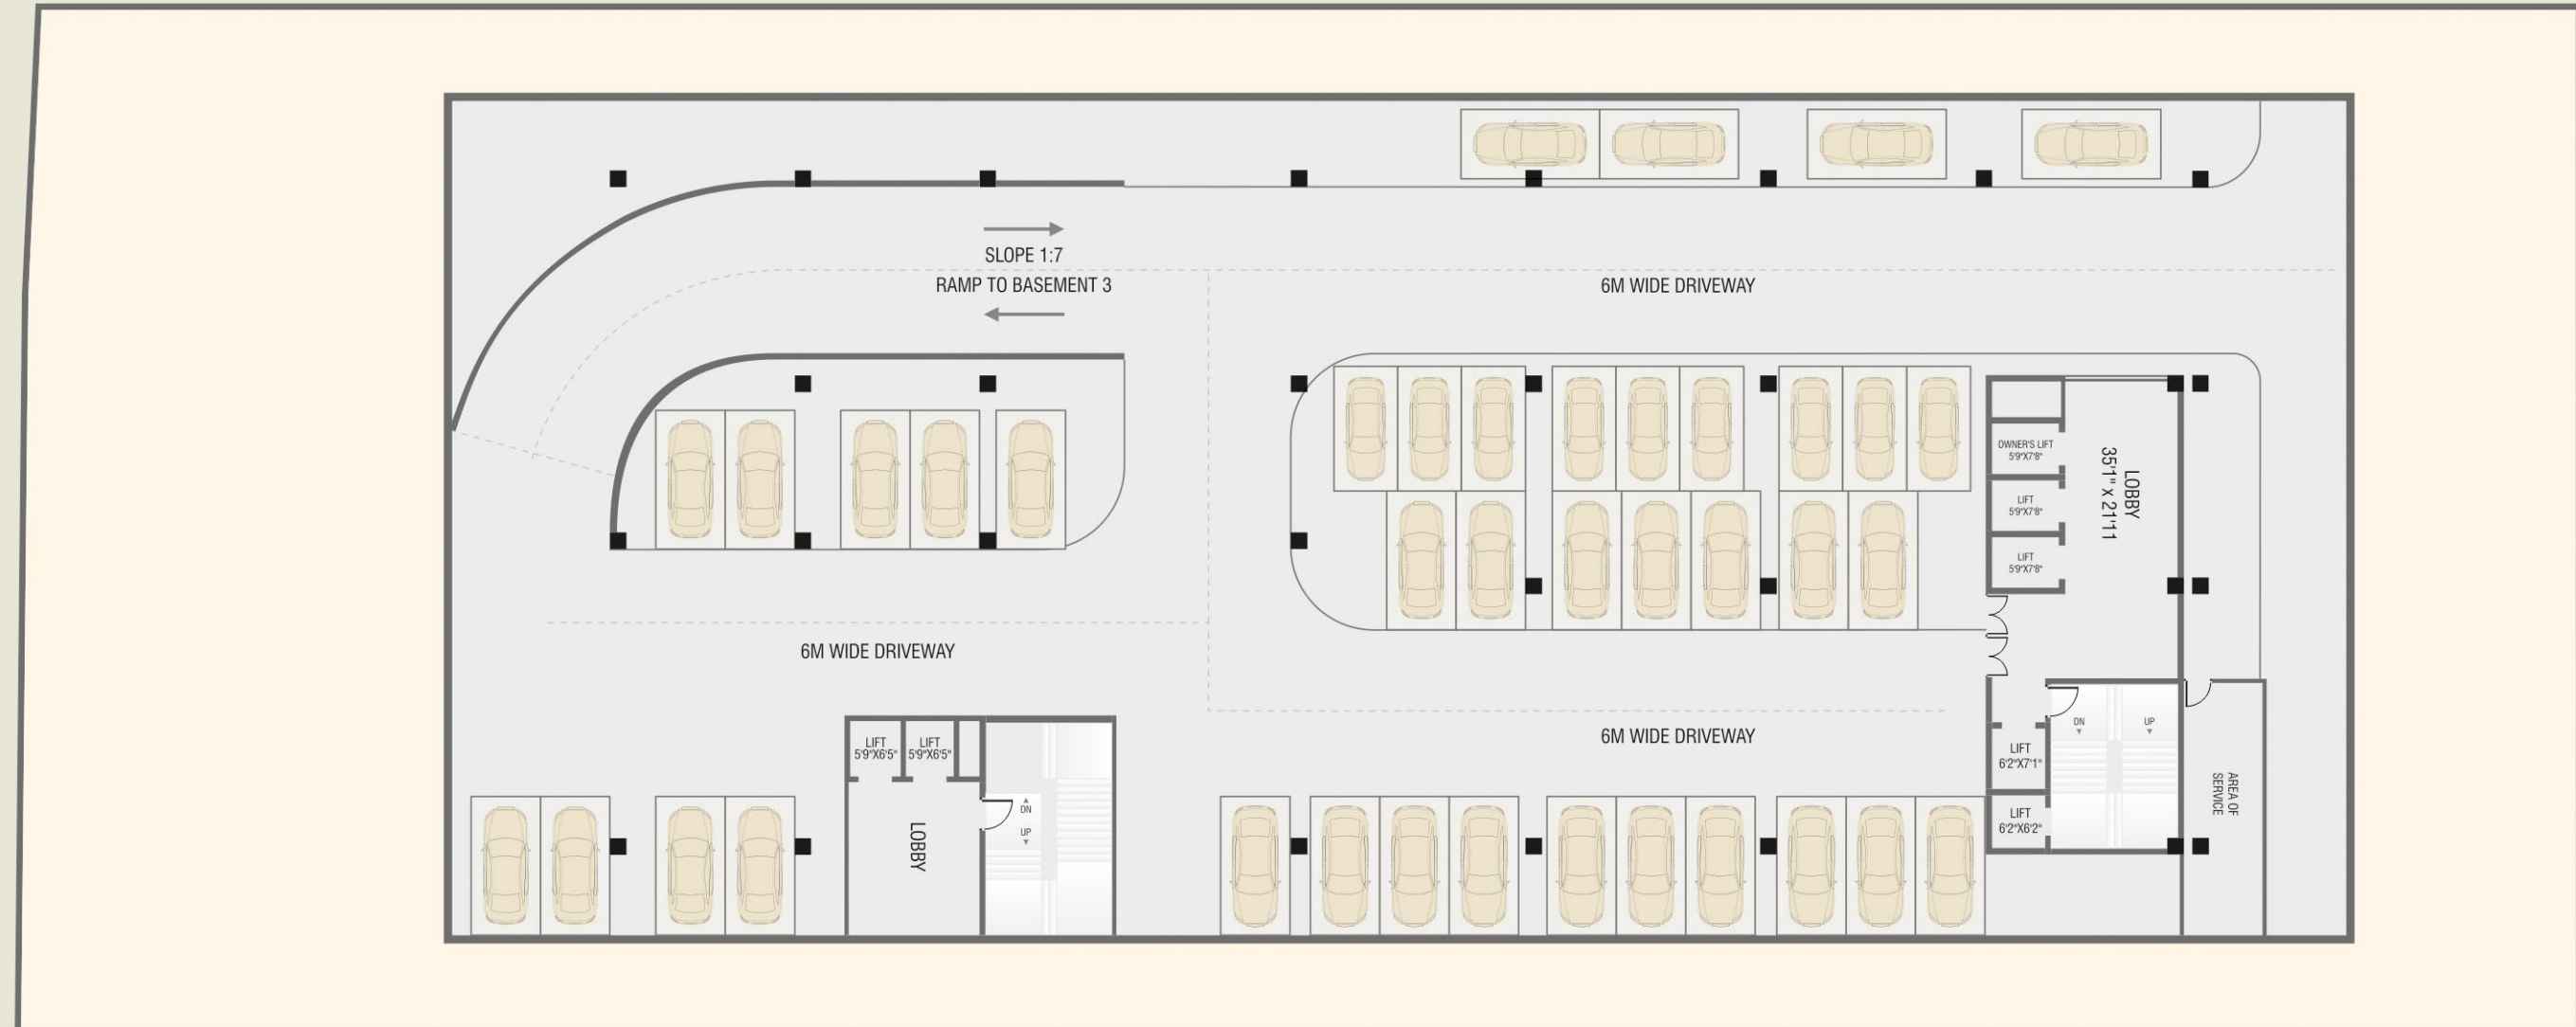 SLOPE 1:7
RAMP TO BASEMENT 3
6M WIDE DRIVEWAY
OWNER'S LIFT
5'9"X7'8"
LIFT
5'9"X7'8"
LIFT
5'9"X7'8"
LOBBY
35'1" x 21'11
6M WIDE DRIVEWAY
6M WIDE DRIVEWAY
LIFT
5'9"X6'5"
LIFT
5'9"X6'5"
LOBBY
DN
UP
DN
UP
LIFT
6'2"X7'1"
LIFT
6'2"X6'2"
AREA OF
SERVICE